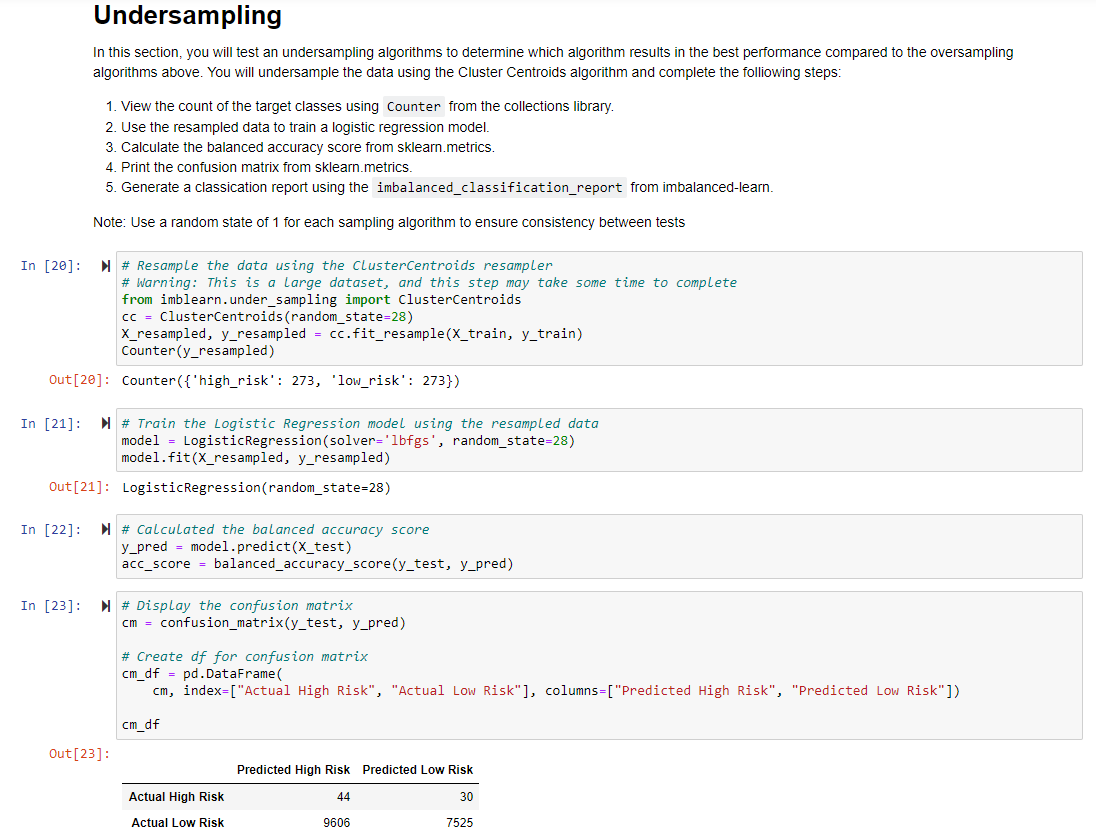 Undersampling
In this section, you will test an undersampling algorithms to determine which algorithm results in the best performance compared to the oversampling
algorithms above. You will undersample the data using the Cluster Centroids algorithm and complete the folliowing steps:
1. View the count of the target classes using Counter from the collections library.
2. Use the resampled data to train a logistic regression model.
3. Calculate the balanced accuracy score from sklearn.metrics.
4. Print the confusion matrix from sklearn.metrics.
5. Generate a classication report using the imbalanced_classification_report from imbalanced-learn.
Note: Use a random state of 1 for each sampling algorithm to ensure consistency between tests
In [20]: # Resample the data using the ClusterCentroids resampler
# Warning: This is a large dataset, and this step may take some time to complete
from imblearn.under_sampling import ClusterCentroids
cc = ClusterCentroids(random_state=28)
X_resampled, y_resampled = cc.fit_resample(X_train, y_train)
Counter(y_resampled)
Out[20]: Counter({'high_risk': 273, 'low_risk': 273})
In [21]: # Train the Logistic Regression model using the resampled data
model = LogisticRegression(solver='lbfgs', random_state=28)
model.fit(X_resampled, y_resampled)
Out[21]: LogisticRegression(random_state=28)
In [22]: # Calculated the balanced accuracy score
y_pred = model.predict(X_test)
acc_score = balanced_accuracy_score(y_test, y_pred)
In [23]: # Display the confusion matrix
cm = confusion_matrix(y_test, y_pred)
# Create df for confusion matrix
cm_df = pd.DataFrame(
cm, index=["Actual High Risk", "Actual Low Risk"], columns=["Predicted High Risk", "Predicted Low Risk"])
cm_df
Out[23]:
Predicted High Risk Predicted Low Risk
Actual High Risk 44 30
Actual Low Risk 9606 7525